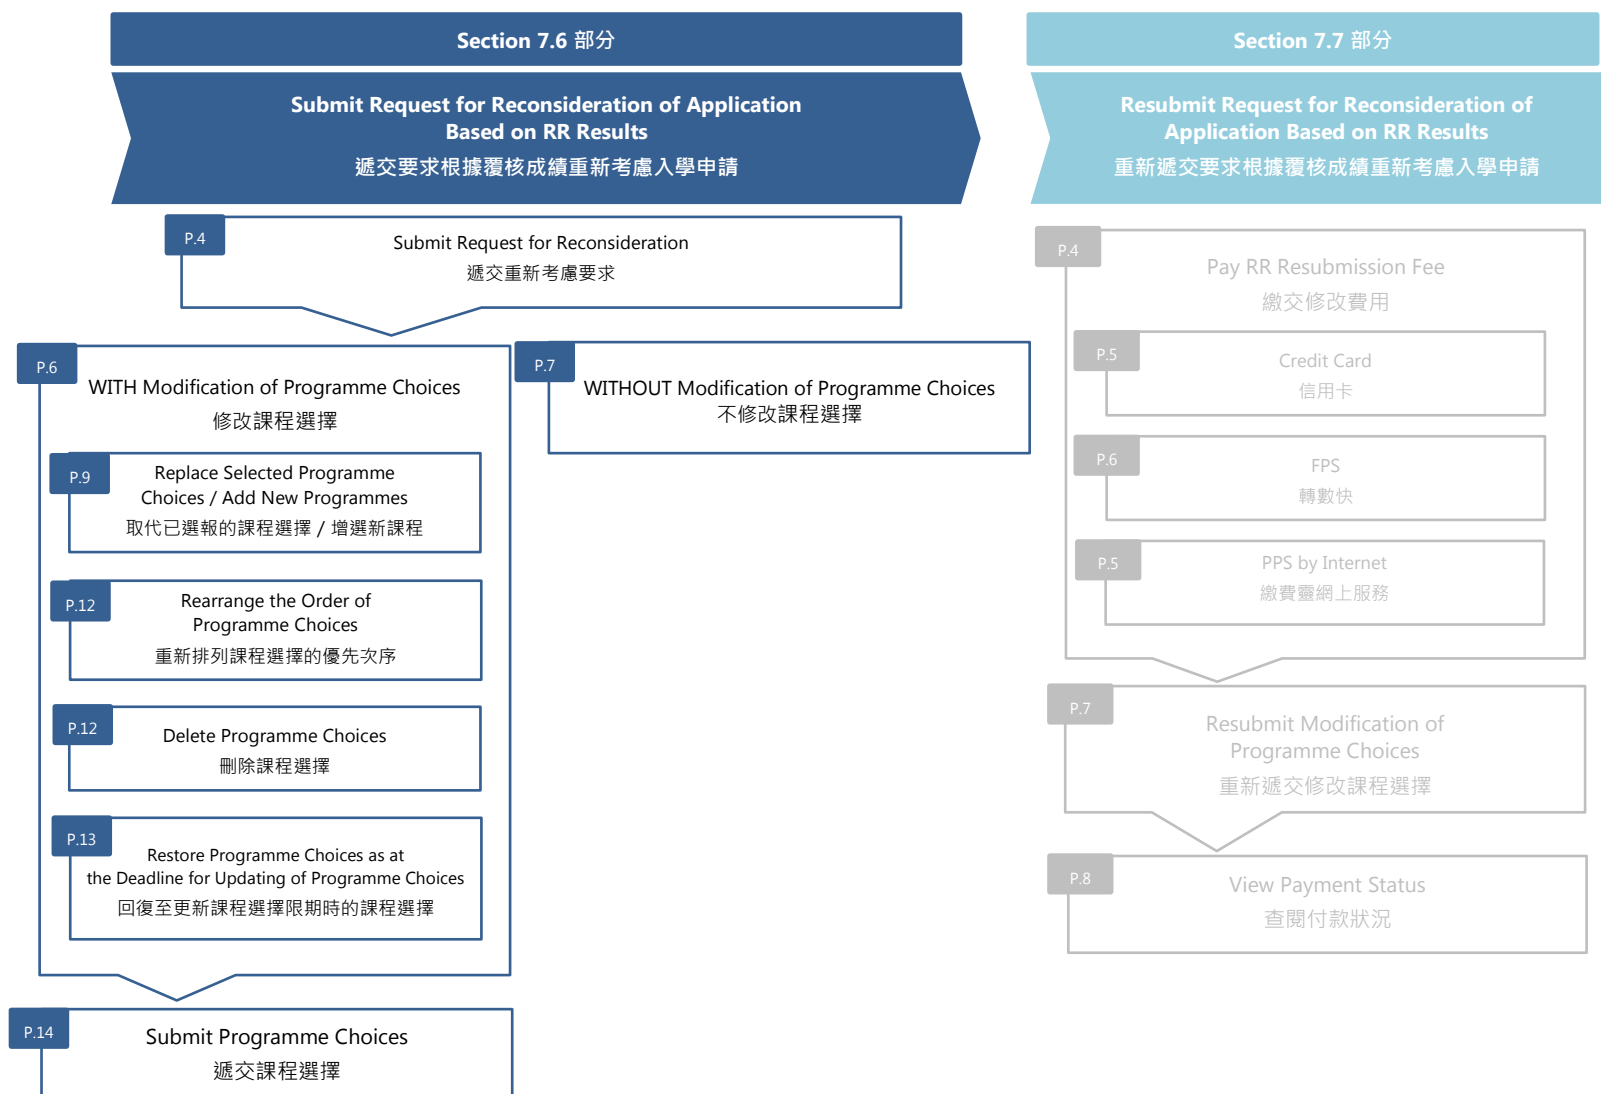 Section 7.6 部分
Submit Request for Reconsideration of Application
Based on RR Results
遞交要求根據覆核成績重新考慮入學申請
P.4
Submit Request for Reconsideration
遞交重新考慮要求
P.6
WITH Modification of Programme Choices
修改課程選擇
P.9
Replace Selected Programme
Choices / Add New Programmes
取代已選報的課程選擇 / 增選新課程
P.12
Rearrange the Order of
Programme Choices
重新排列課程選擇的優先次序
P.12
Delete Programme Choices
刪除課程選擇
P.13
Restore Programme Choices as at
the Deadline for Updating of Programme Choices
回復至更新課程選擇限期時的課程選擇
P.14
Submit Programme Choices
遞交課程選擇
P.7
WITHOUT Modification of Programme Choices
不修改課程選擇
Section 7.7 部分
Resubmit Request for Reconsideration of
Application Based on RR Results
重新遞交要求根據覆核成績重新考慮入學申請
P.4
Pay RR Resubmission Fee
繳交修改費用
P.5
Credit Card
信用卡
P.6
FPS
轉數快
P.5
PPS by Internet
繳費靈網上服務
P.7
Resubmit Modification of
Programme Choices
重新遞交修改課程選擇
P.8
View Payment Status
查閱付款狀況